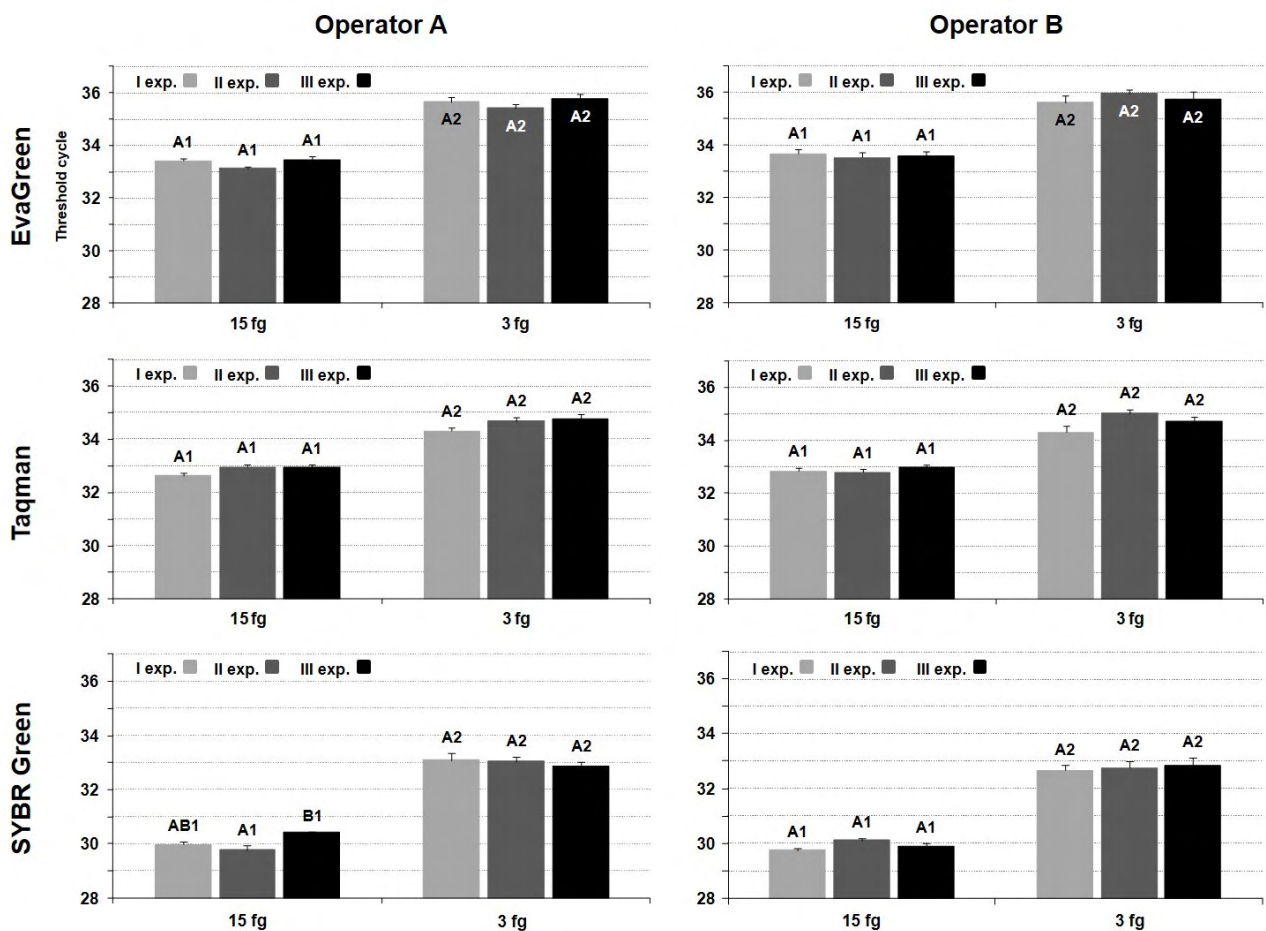 Operator A
Operator B
EvaGreen
Threshold cycle
I exp. II exp. III exp.
36
34
32
30
28
A1 A1 A1 A2 A2 A2
15 fg 3 fg
I exp. II exp. III exp.
36
34
32
30
28
A1 A1 A1 A2 A2 A2
15 fg 3 fg
Taqman
I exp. II exp. III exp.
36
34
32
30
28
A1 A1 A1 A2 A2 A2
15 fg 3 fg
I exp. II exp. III exp.
36
34
32
30
28
A1 A1 A1 A2 A2 A2
15 fg 3 fg
SYBR Green
I exp. II exp. III exp.
36
34
32
30
28
AB1 A1 B1 A2 A2 A2
15 fg 3 fg
I exp. II exp. III exp.
36
34
32
30
28
A1 A1 A1 A2 A2 A2
15 fg 3 fg